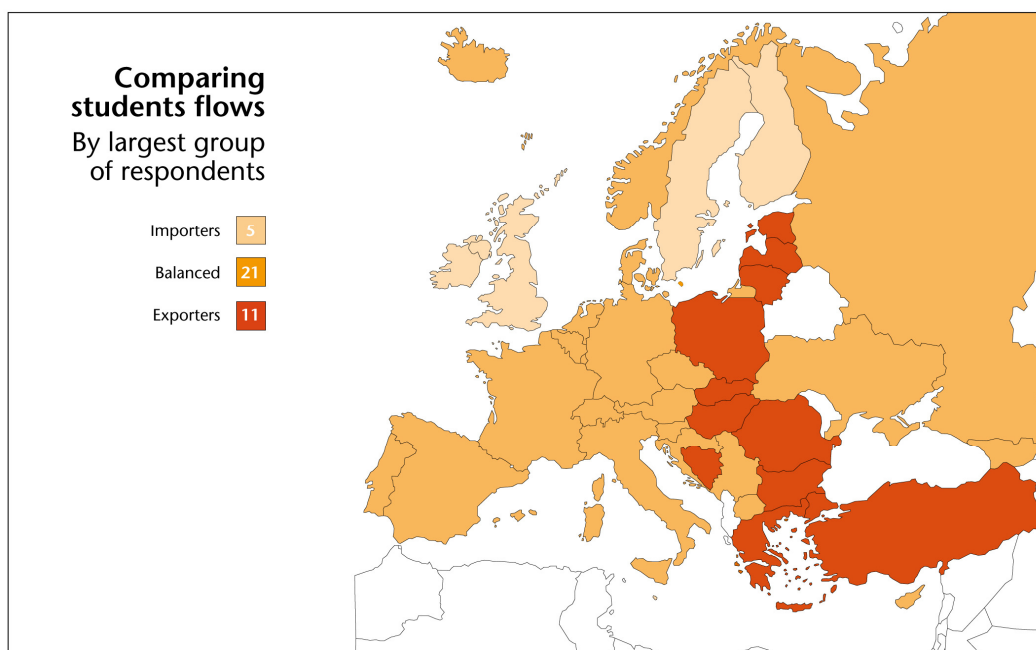 Comparing
students flows
By largest group
of respondents
Importers 5
Balanced 21
Exporters 11